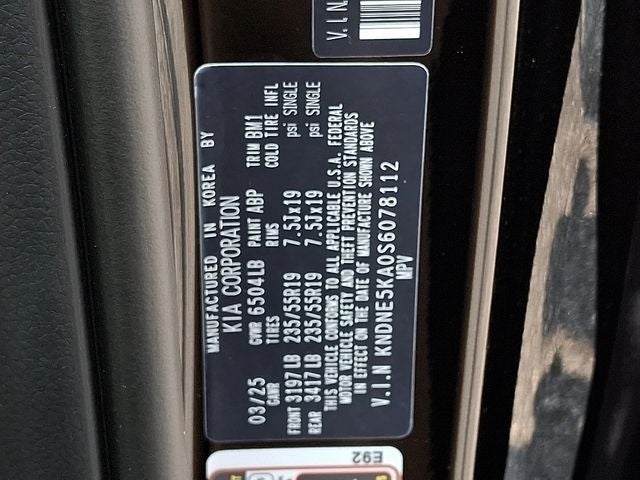 V.I.N
MANUFACTURED IN KOREA BY
KIA CORPORATION
03/25 GVWR 6504LB PAINT ABP TRIM BM1
GAWR TIRES RIMS COLD TIRE INFL
FRONT 3197LB 235/55R19 7.5Jx19 psi SINGLE
REAR 3417LB 235/55R19 7.5Jx19 psi SINGLE
THIS VEHICLE CONFORMS TO ALL APPLICABLE U.S.A. FEDERAL
MOTOR VEHICLE SAFETY AND THEFT PREVENTION STANDARDS
IN EFFECT ON THE DATE OF MANUFACTURE SHOWN ABOVE
V.I.N KNDNE5KA0S6078112
MPV
E92